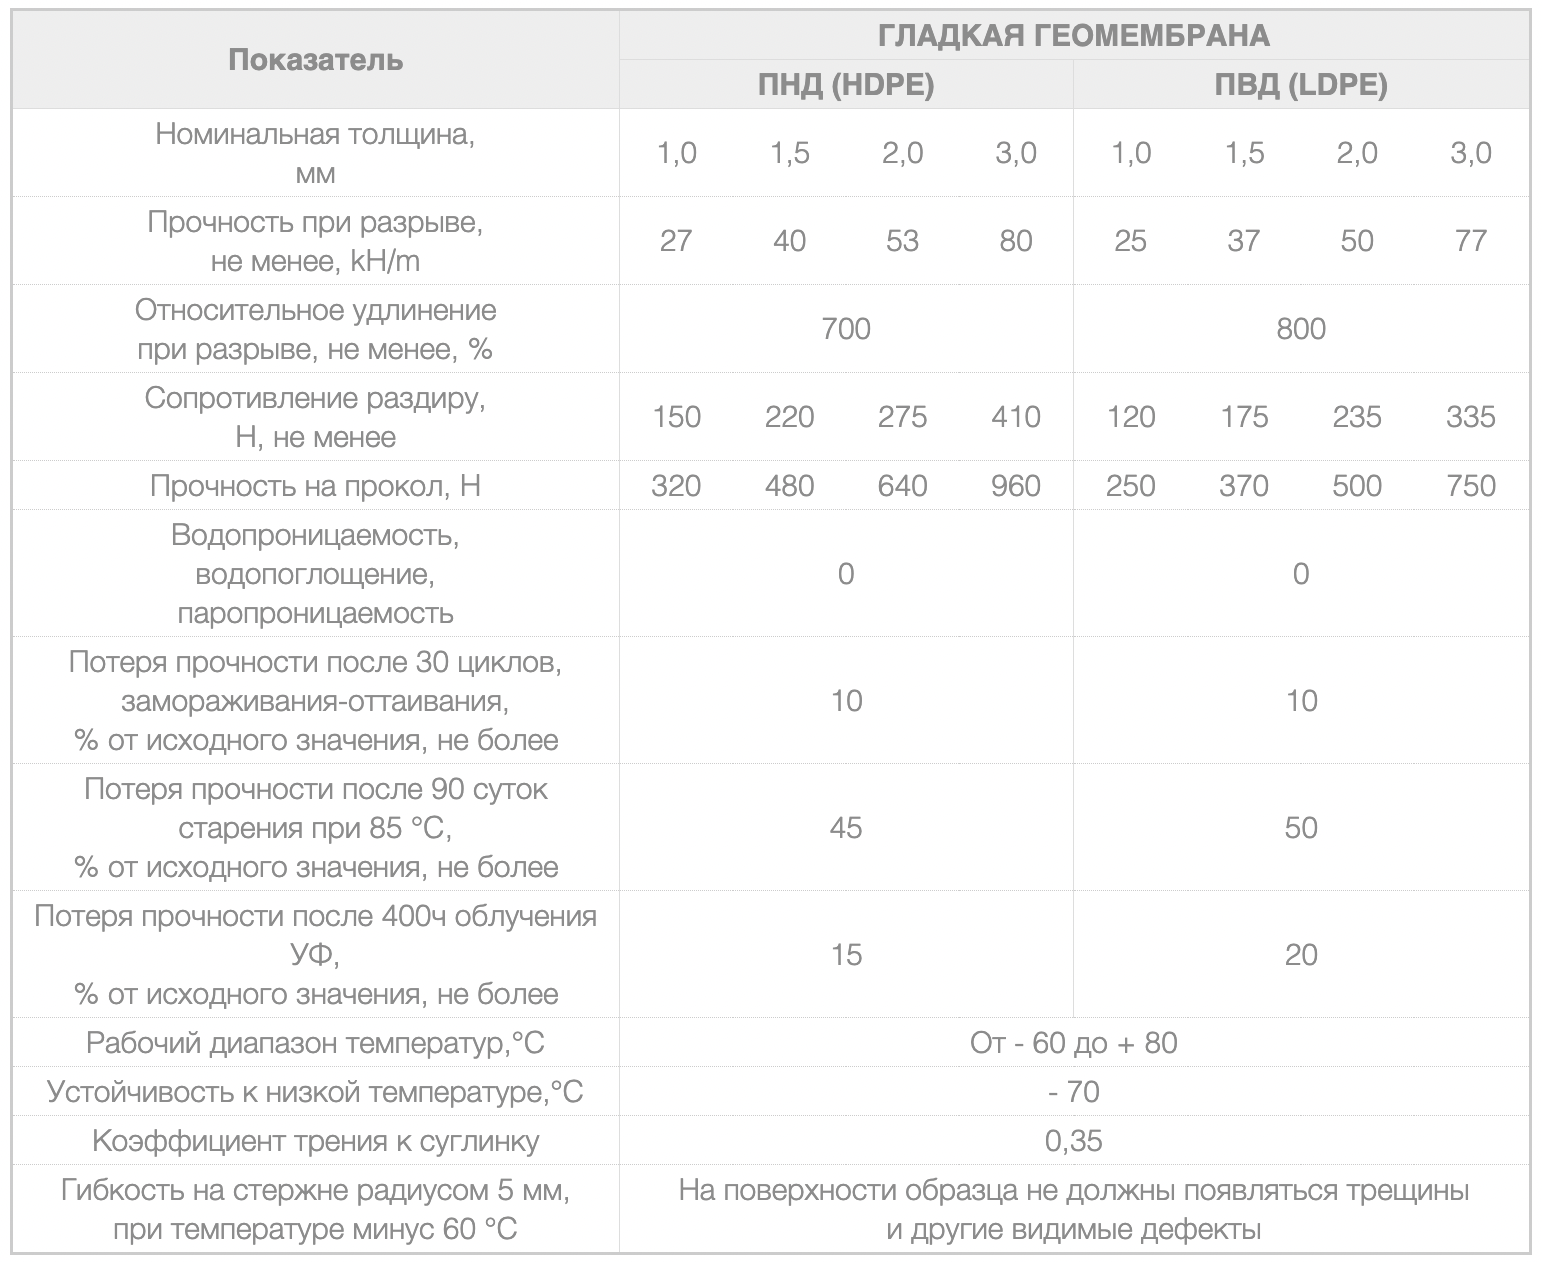 Показатель
ГЛАДКАЯ ГЕОМЕМБРАНА
ПНД (HDPE) ПВД (LDPE)
Номинальная толщина,
мм
1,0 1,5 2,0 3,0 1,0 1,5 2,0 3,0
Прочность при разрыве,
не менее, kH/m
27 40 53 80 25 37 50 77
Относительное удлинение
при разрыве, не менее, %
700 800
Сопротивление раздиру,
Н, не менее
150 220 275 410 120 175 235 335
Прочность на прокол, Н 320 480 640 960 250 370 500 750
Водопроницаемость,
водопоглощение,
паропроницаемость
0 0
Потеря прочности после 30 циклов,
замораживания-оттаивания,
% от исходного значения, не более
10 10
Потеря прочности после 90 суток
старения при 85 °C,
% от исходного значения, не более
45 50
Потеря прочности после 400ч облучения
УФ,
% от исходного значения, не более
15 20
Рабочий диапазон температур,°C От - 60 до + 80
Устойчивость к низкой температуре,°C - 70
Коэффициент трения к суглинку 0,35
Гибкость на стержне радиусом 5 мм,
при температуре минус 60 °C
На поверхности образца не должны появляться трещины
и другие видимые дефекты